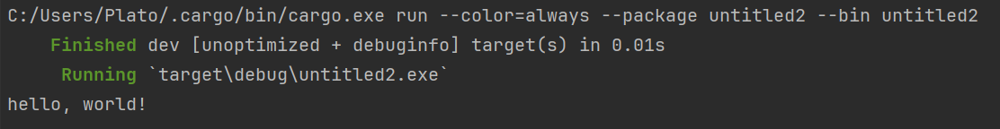 C:/Users/Plato/.cargo/bin/cargo.exe run --color=always --package untitled2 --bin untitled2
Finished dev [unoptimized + debuginfo] target(s) in 0.01s
Running `target\debug\untitled2.exe`
hello, world!